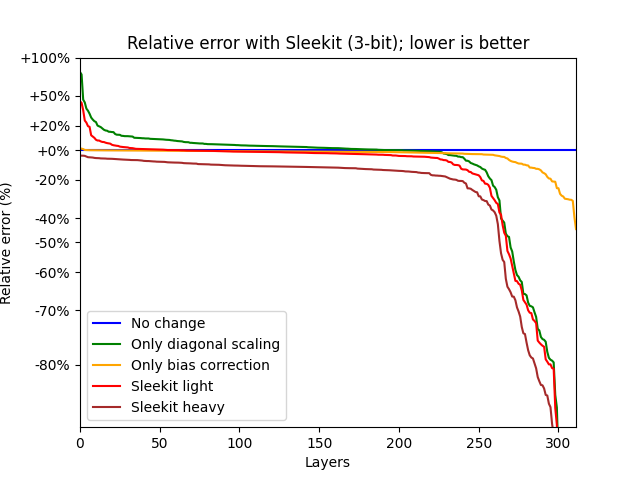 Relative error with Sleekit (3-bit); lower is better
+100%
+50%
+20%
+0%
-20%
-40%
-50%
-60%
-70%
-80%
Relative error (%)
No change
Only diagonal scaling
Only bias correction
Sleekit light
Sleekit heavy
0 50 100 150 200 250 300
Layers